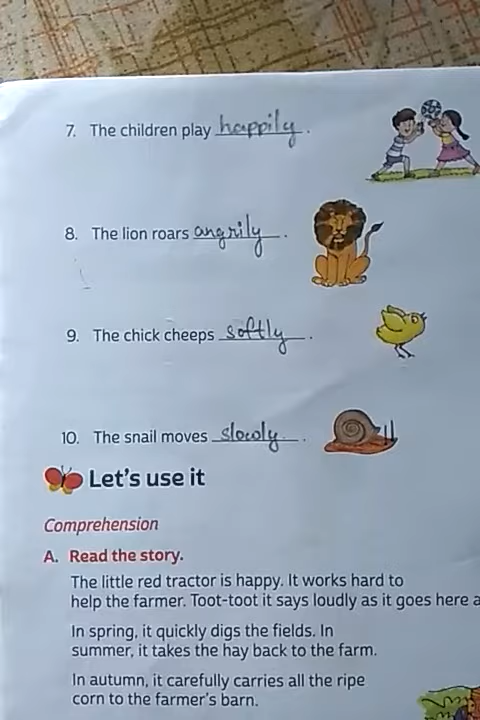 7. The children play happily.
8. The lion roars angrily.
9. The chick cheeps softly.
10. The snail moves slowly.
Let's use it
Comprehension
A. Read the story.
The little red tractor is happy. It works hard to
help the farmer. Toot-toot it says loudly as it goes here
In spring, it quickly digs the fields. In
summer, it takes the hay back to the farm.
In autumn, it carefully carries all the ripe
corn to the farmer's barn.